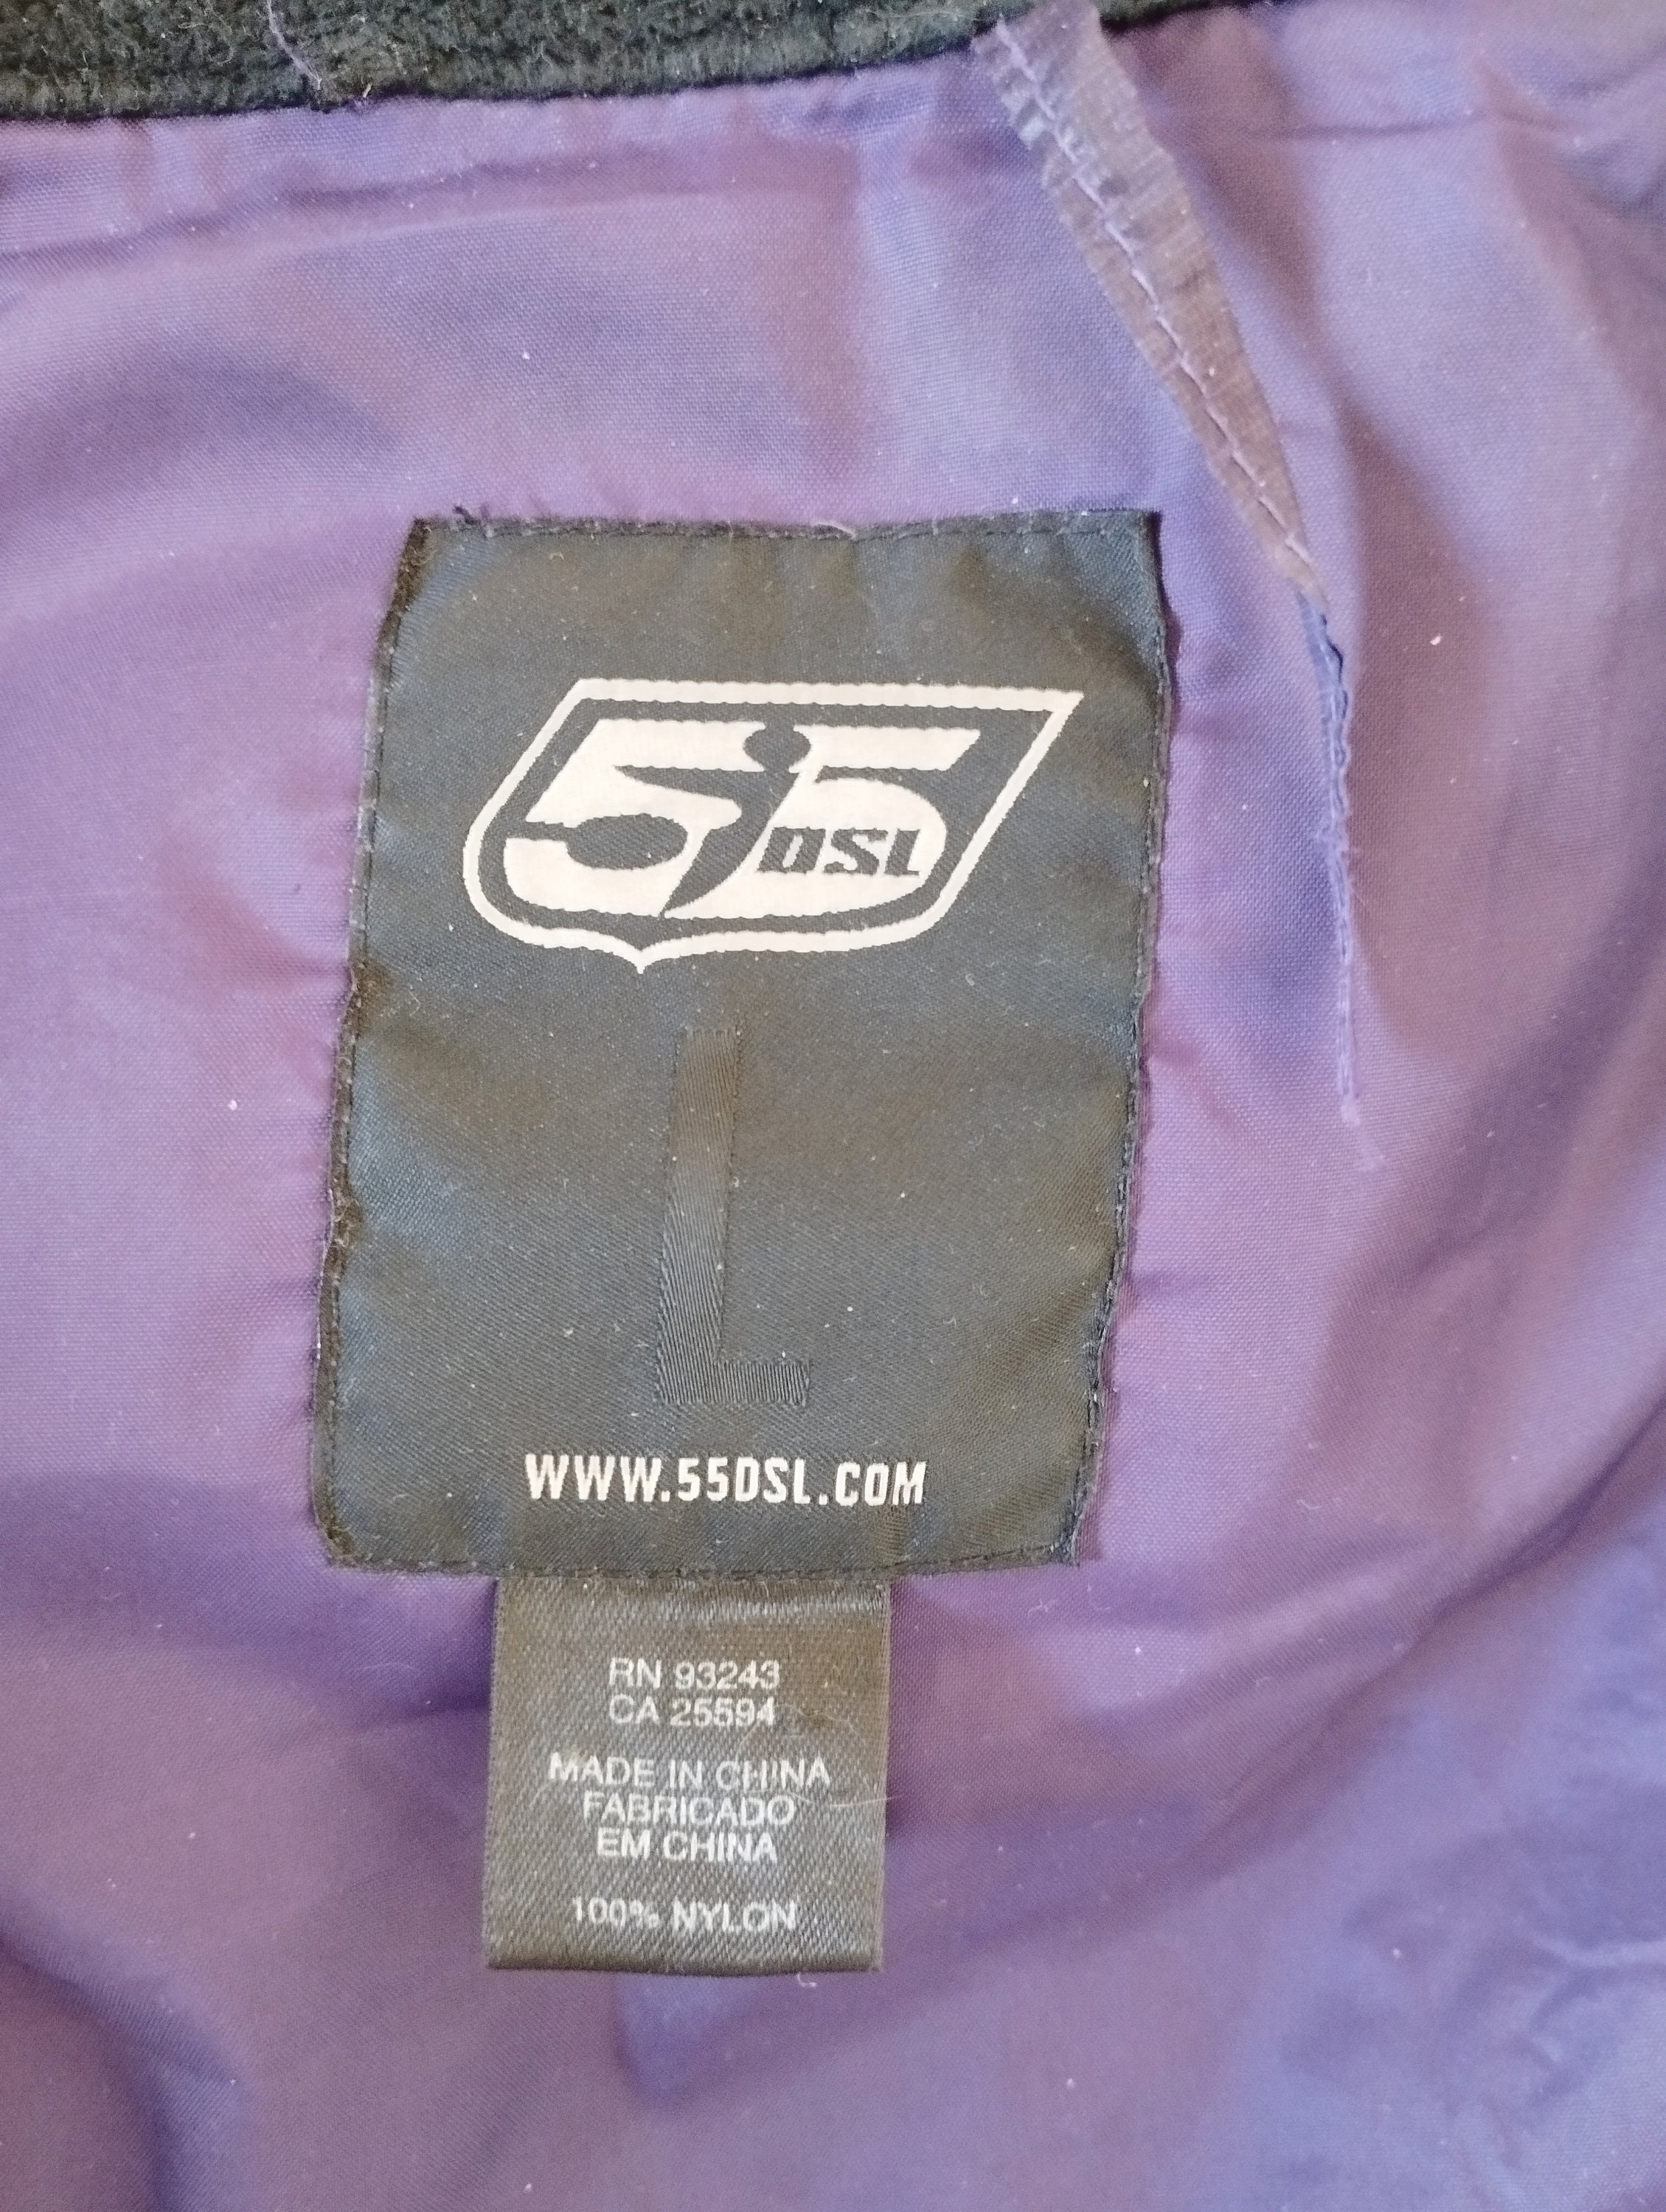 55
DSL
L
WWW.55DSL.COM
RN 93243
CA 25594
MADE IN CHINA
FABRICADO
EM CHINA
100% NYLON